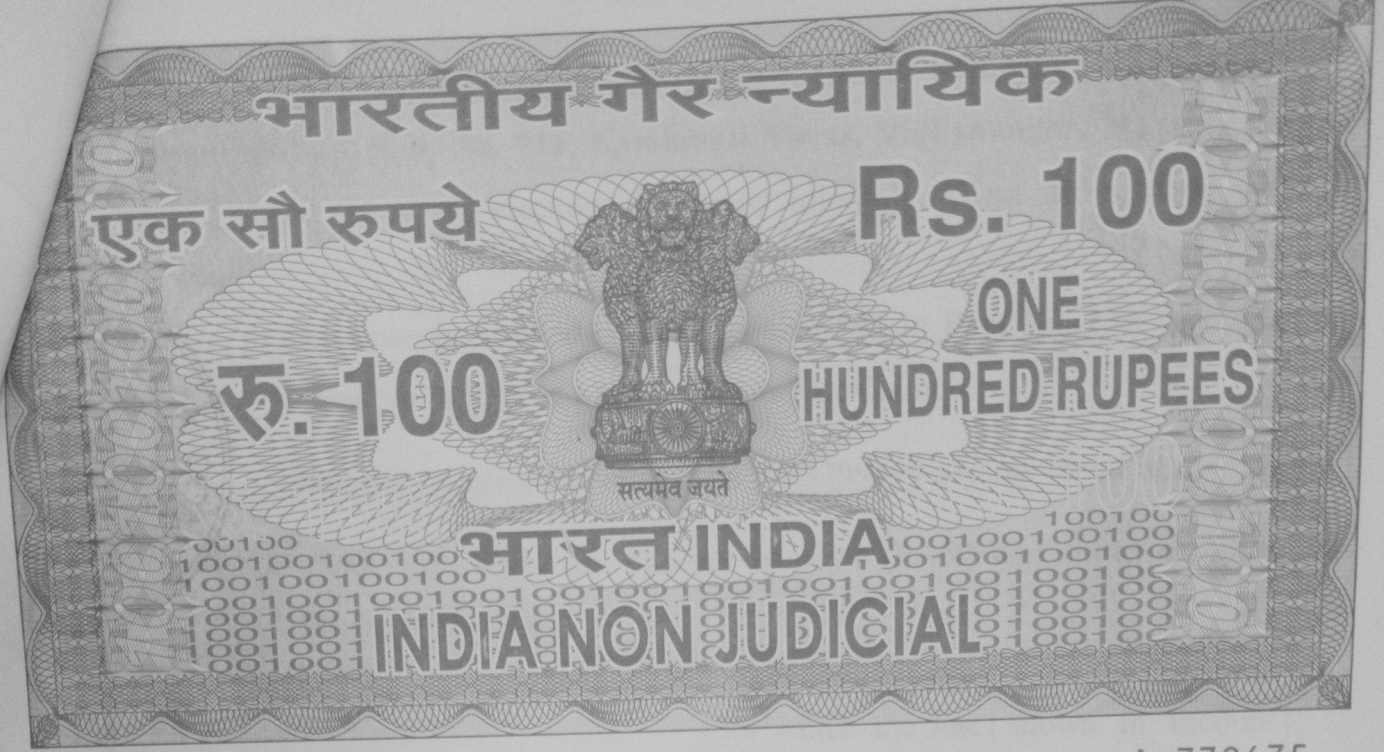 भारतीय गैर न्यायिक
एक सौ रुपये
Rs. 100
रु. 100
ONE
HUNDRED RUPEES
सत्यमेव जयते
भारत INDIA
INDIA NON JUDICIAL